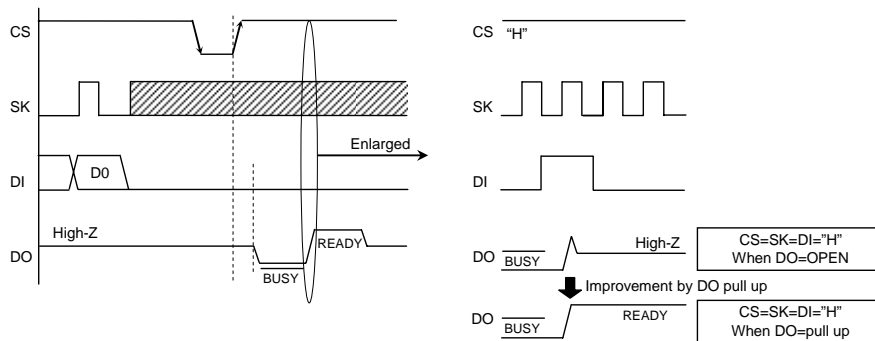 CS
SK
DI
D0
Enlarged
High-Z
DO
BUSY
READY
CS "H"
SK
DI
DO
BUSY
High-Z
CS=SK=DI="H"
When DO=OPEN
Improvement by DO pull up
DO
BUSY
READY
CS=SK=DI="H"
When DO=pull up